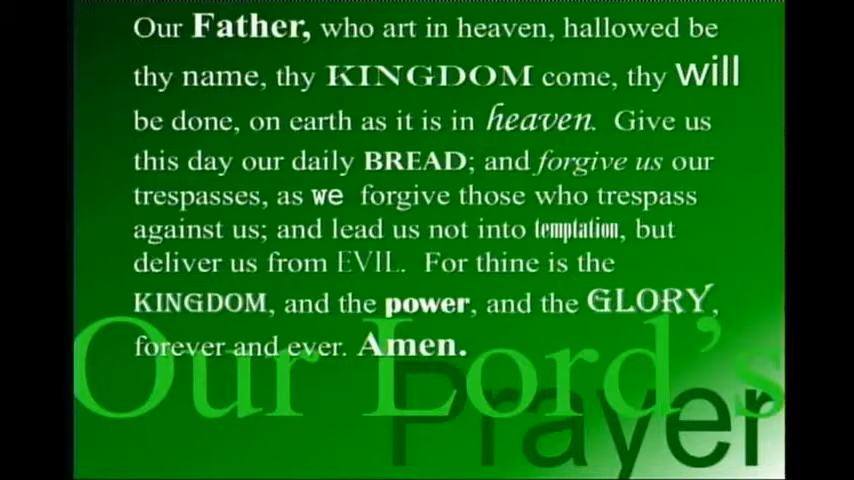 Our Father, who art in heaven, hallowed be
thy name, thy KINGDOM come, thy will
be done, on earth as it is in heaven. Give us
this day our daily BREAD; and forgive us our
trespasses, as we forgive those who trespass
against us; and lead us not into temptation, but
deliver us from EVIL. For thine is the
KINGDOM, and the power, and the GLORY,
forever and ever. Amen.
Our Lord's
Prayer